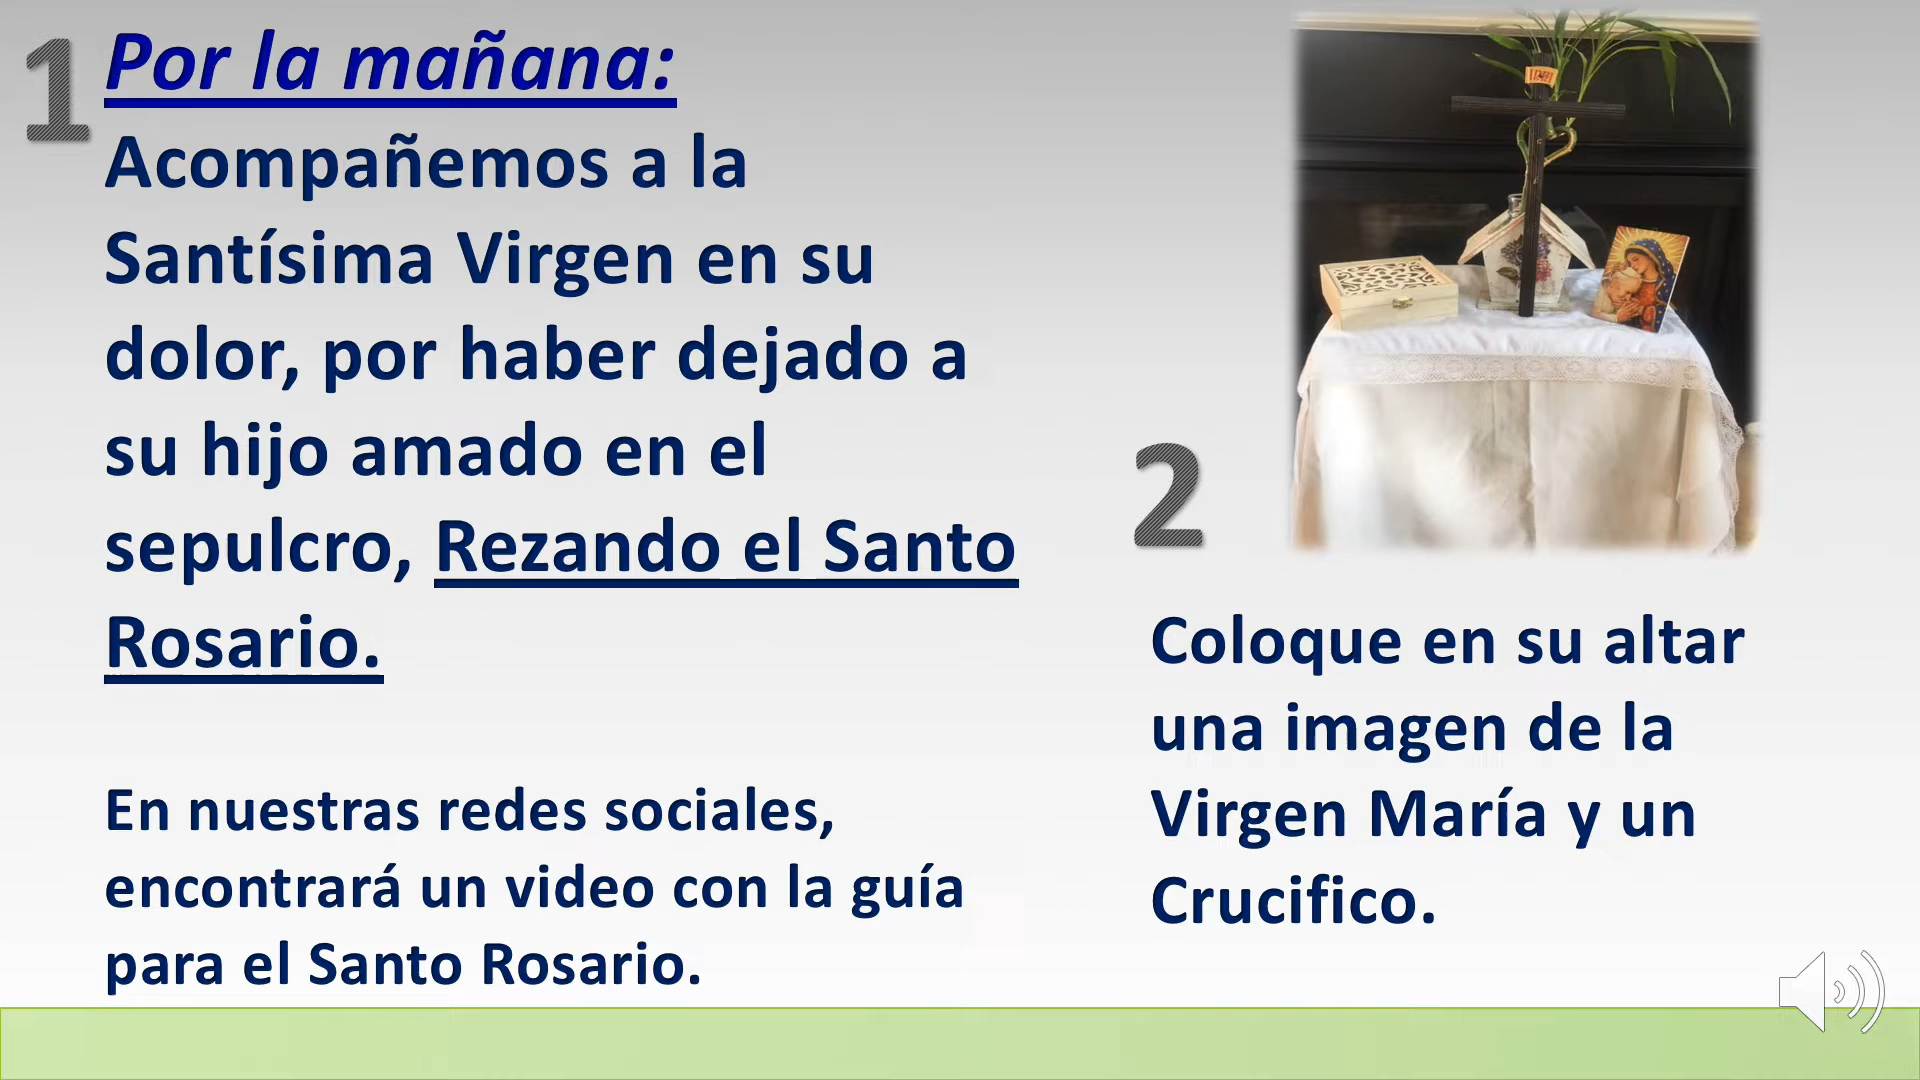 1
Por la mañana:
Acompañemos a la
Santísima Virgen en su
dolor, por haber dejado a
su hijo amado en el
sepulcro, Rezando el Santo
Rosario.
En nuestras redes sociales,
encontrará un video con la guía
para el Santo Rosario.
2
Coloque en su altar
una imagen de la
Virgen María y un
Crucifico.